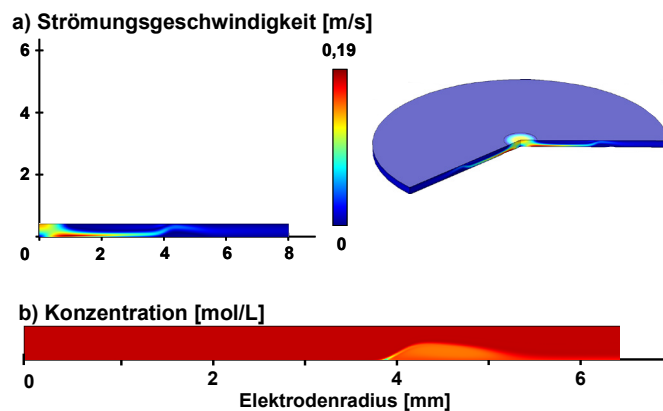 a) Strömungsgeschwindigkeit [m/s]
6
4
2
0
0 2 4 6 8
0,19
0
b) Konzentration [mol/L]
0 2 4 6
Elektrodenradius [mm]